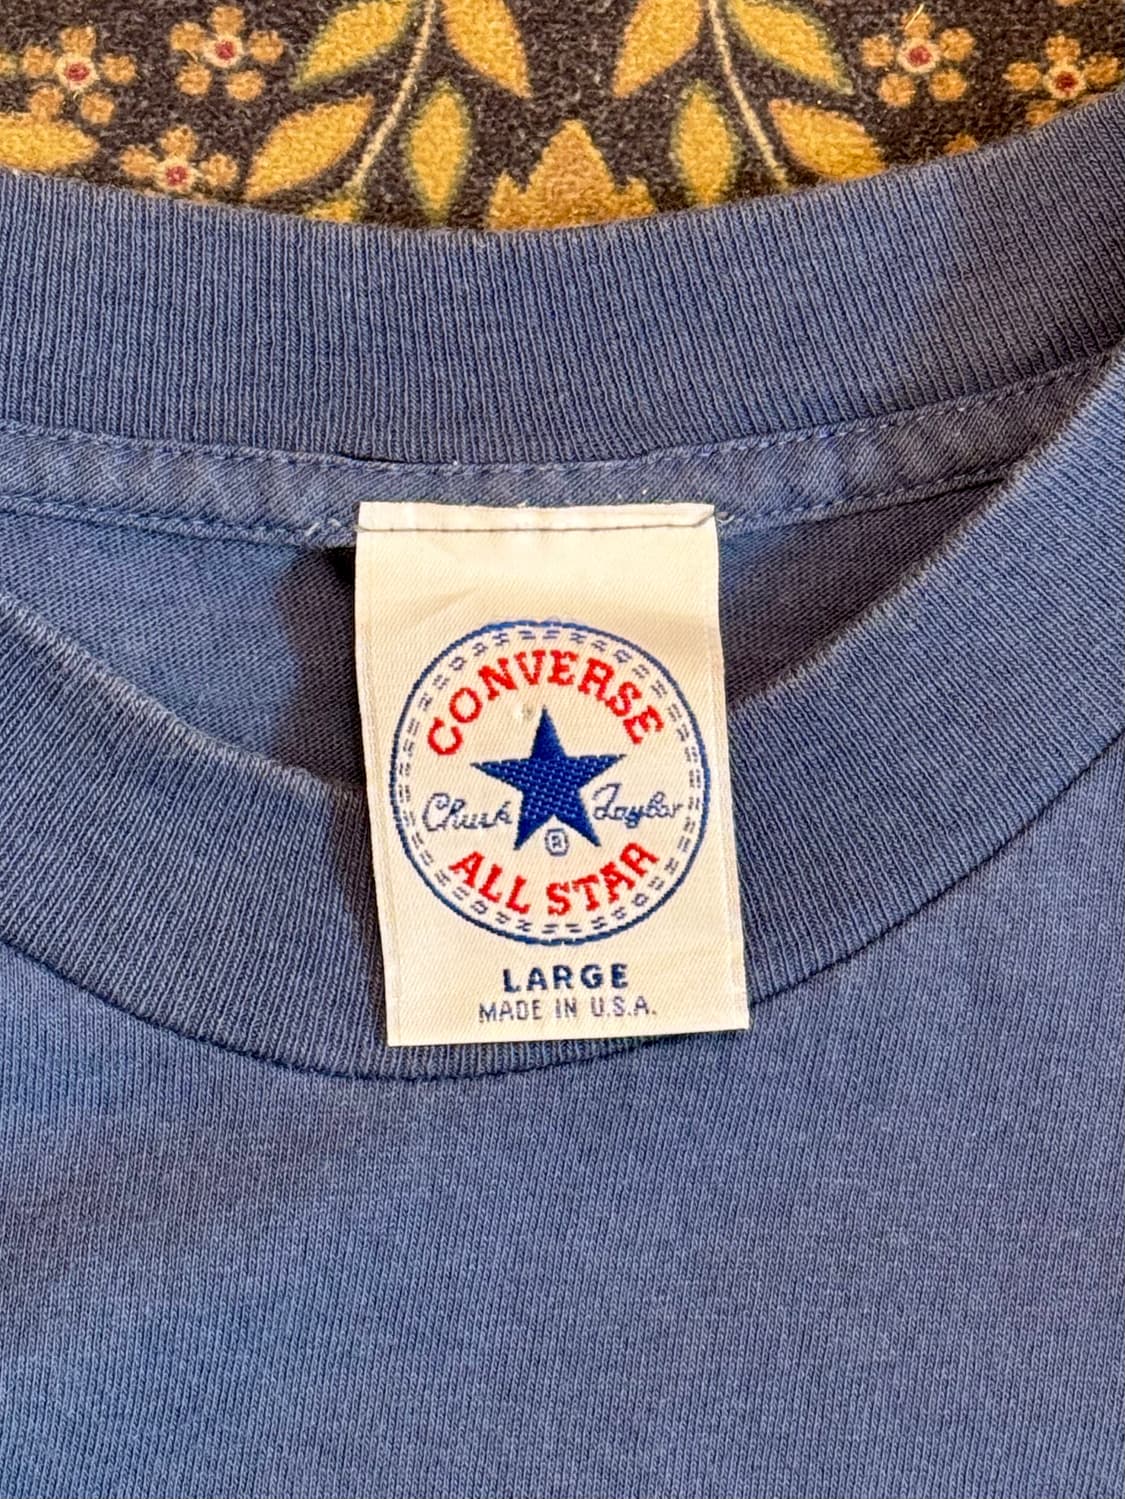 CONVERSE
Chuck Taylor
®
ALL STAR
LARGE
MADE IN U.S.A.